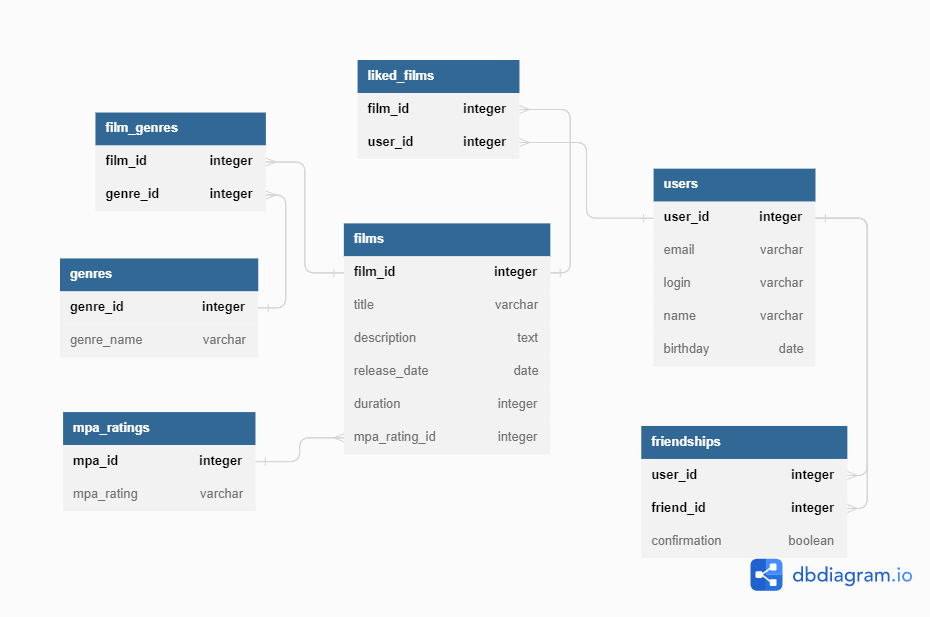 liked_films
film_id integer
user_id integer
film_genres
film_id integer
genre_id integer
users
user_id integer
email varchar
login varchar
name varchar
birthday date
films
film_id integer
title varchar
description text
release_date date
duration integer
mpa_rating_id integer
genres
genre_id integer
genre_name varchar
mpa_ratings
mpa_id integer
mpa_rating varchar
friendships
user_id integer
friend_id integer
confirmation boolean
dbdiagram.io